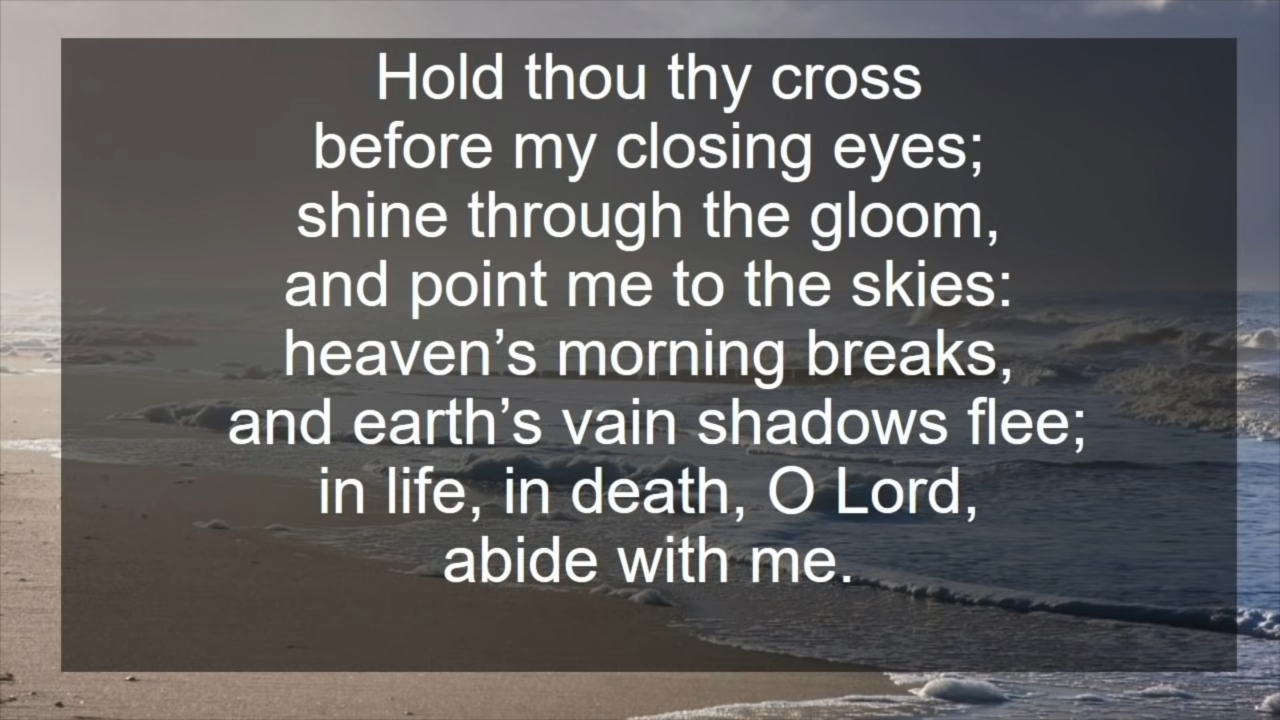 Hold thou thy cross
before my closing eyes;
shine through the gloom,
and point me to the skies:
heaven’s morning breaks,
and earth’s vain shadows flee;
in life, in death, O Lord,
abide with me.